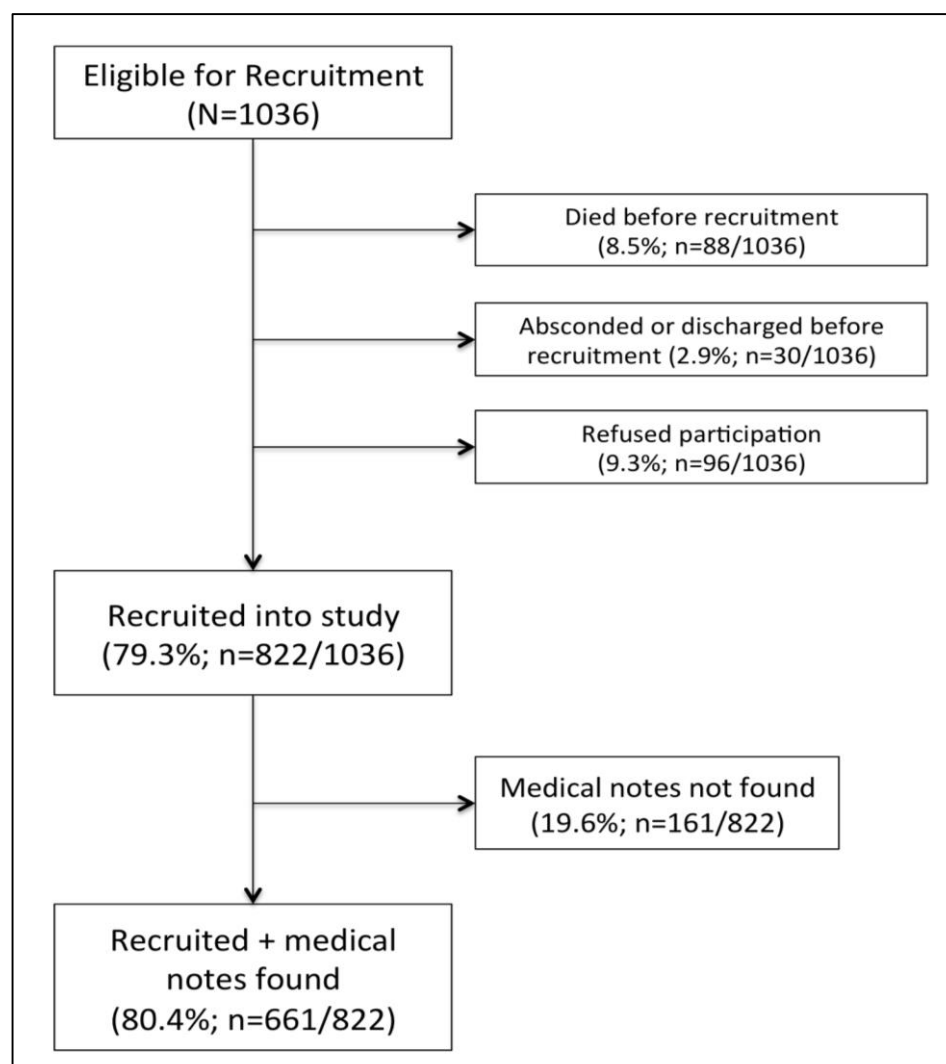 Eligible for Recruitment
(N=1036)
Died before recruitment
(8.5%; n=88/1036)
Absconded or discharged before
recruitment (2.9%; n=30/1036)
Refused participation
(9.3%; n=96/1036)
Recruited into study
(79.3%; n=822/1036)
Medical notes not found
(19.6%; n=161/822)
Recruited + medical
notes found
(80.4%; n=661/822)